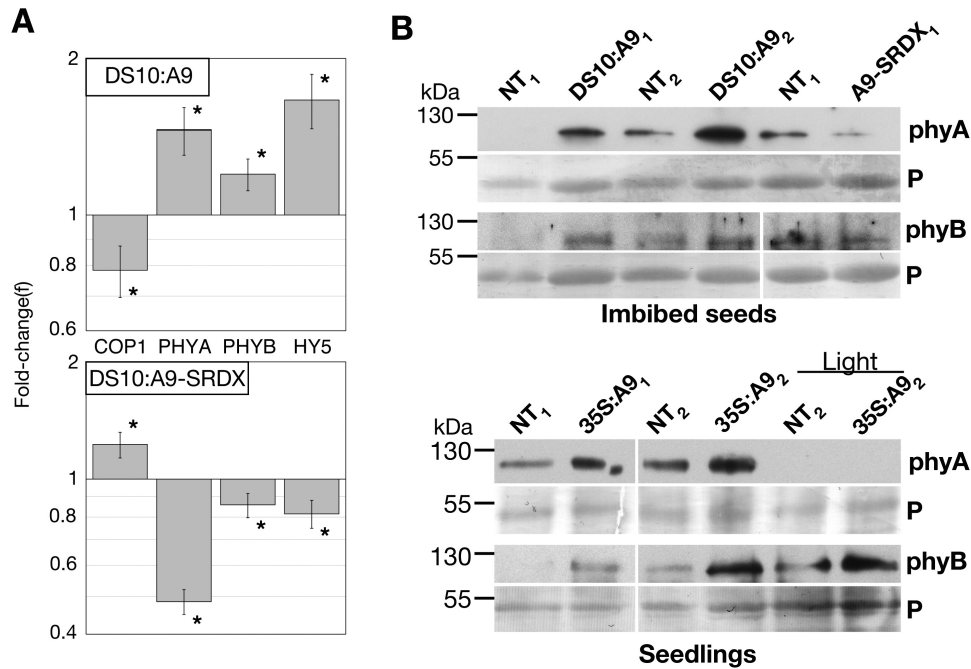 A
Fold-change(f)
DS10:A9
2
1
0.8
0.6
*
*
*
*
COP1 PHYA PHYB HY5
DS10:A9-SRDX
2
1
0.8
0.6
0.4
*
*
*
*
B
kDa
NT1 DS10:A91 NT2 DS10:A92 NT1 A9-SRDX1
130
phyA
55
P
130
phyB
55
P
Imbibed seeds
Light
kDa
NT1 35S:A91 NT2 35S:A92 NT2 35S:A92
130
phyA
55
P
130
phyB
55
P
Seedlings